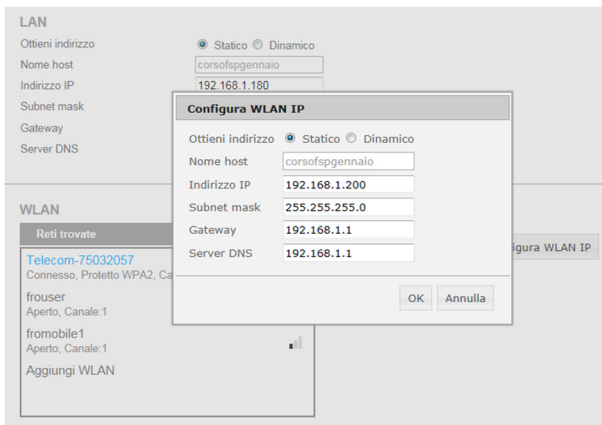 LAN
Ottieni indirizzo Statico Dinamico
Nome host corsofspgennaio
Indirizzo IP 192.168.1.180
Subnet mask
Gateway
Server DNS
Configura WLAN IP
Ottieni indirizzo Statico Dinamico
Nome host corsofspgennaio
Indirizzo IP 192.168.1.200
Subnet mask 255.255.255.0
Gateway 192.168.1.1
Server DNS 192.168.1.1
OK Annulla
WLAN
Reti trovate
igura WLAN IP
Telecom-75032057
Connesso, Protetto WPA2, Ca
frouser
Aperto, Canale:1
fromobile1
Aperto, Canale:1
Aggiungi WLAN